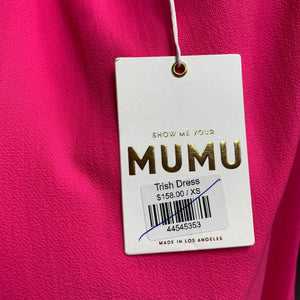 SHOW ME YOUR
MUMU
Trish Dress
$158.00 / XS
44545353
MADE IN LOS ANGELES